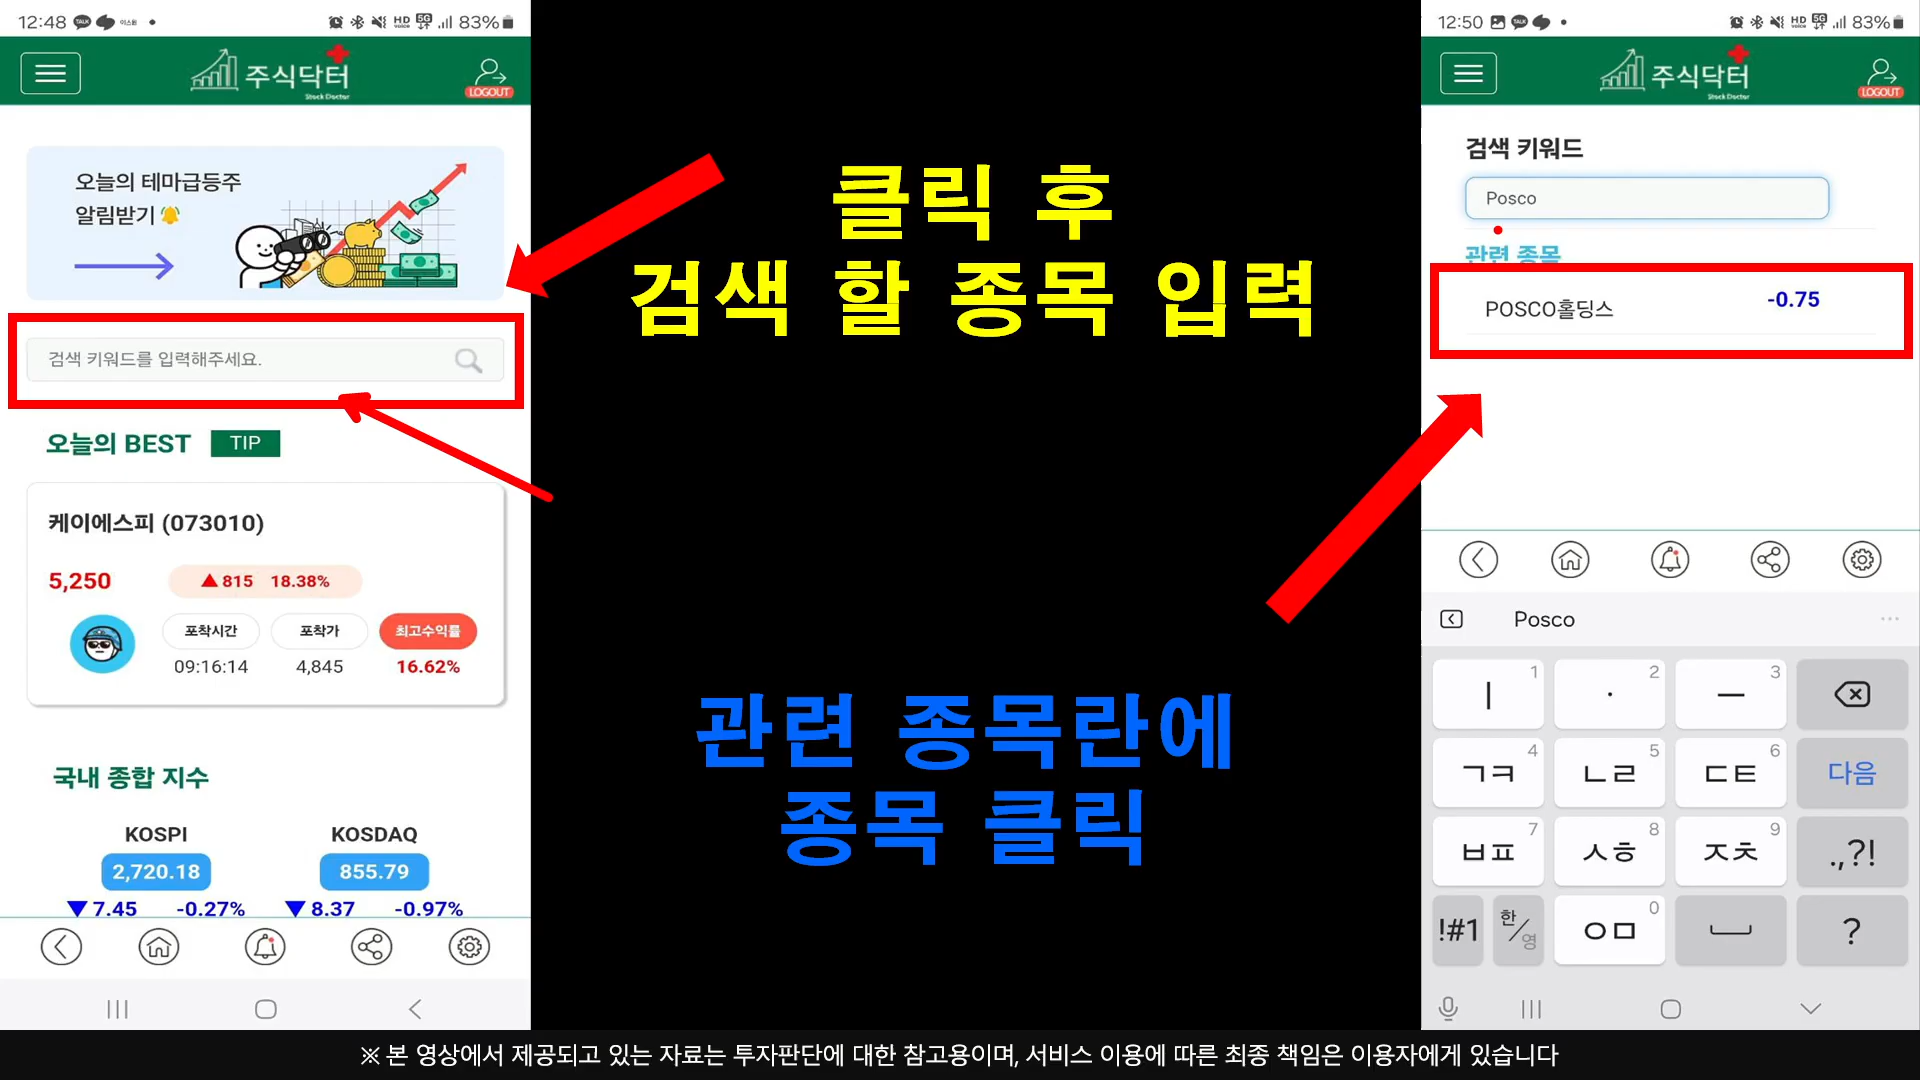 12:48
83%
주식닥터
Stock Doctor
LOGOUT
오늘의 테마급등주
알림받기
검색 키워드를 입력해주세요.
오늘의 BEST TIP
케이에스피 (073010)
5,250 ▲815 18.38%
포착시간 포착가 최고수익률
09:16:14 4,845 16.62%
국내 종합 지수
KOSPI KOSDAQ
2,720.18 855.79
▼7.45 -0.27% ▼8.37 -0.97%
클릭 후
검색 할 종목 입력
관련 종목란에
종목 클릭
12:50
83%
주식닥터
Stock Doctor
LOGOUT
검색 키워드
Posco
관련 종목
POSCO홀딩스 -0.75
Posco
ㅣ 1 · 2 ㅡ 3
ㄱㅋ 4 ㄴㄹ 5 ㄷㅌ 6 다음
ㅂㅍ 7 ㅅㅎ 8 ㅈㅊ 9 .,?!
!#1 한/영 ㅇㅁ 0 ?
※ 본 영상에서 제공되고 있는 자료는 투자판단에 대한 참고용이며, 서비스 이용에 따른 최종 책임은 이용자에게 있습니다